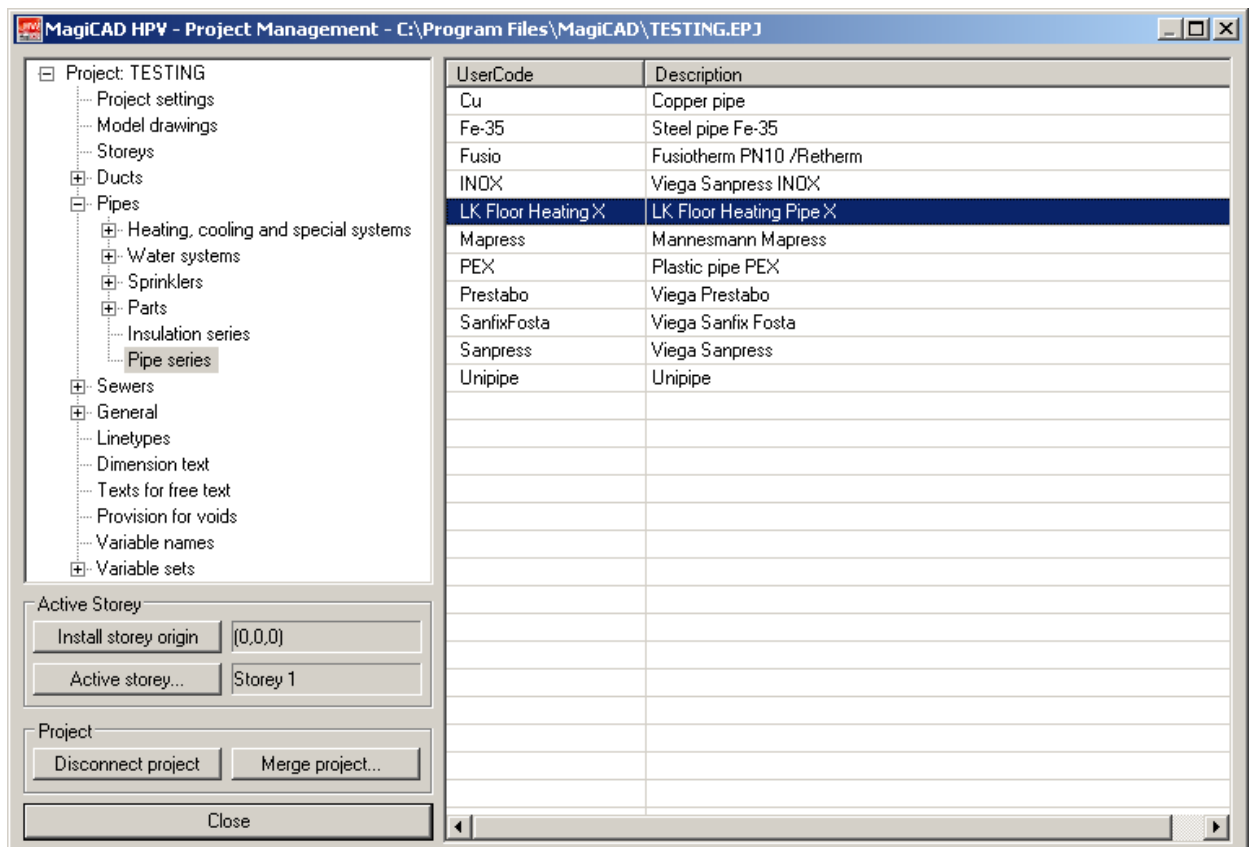 MagiCAD HPV - Project Management - C:\Program Files\MagiCAD\TESTING.EPJ
Project: TESTING
Project settings
Model drawings
Storeys
Ducts
Pipes
Heating, cooling and special systems
Water systems
Sprinklers
Parts
Insulation series
Pipe series
Sewers
General
Linetypes
Dimension text
Texts for free text
Provision for voids
Variable names
Variable sets
Active Storey
Install storey origin (0,0,0)
Active storey... Storey 1
Project
Disconnect project Merge project...
Close
UserCode Description
Cu Copper pipe
Fe-35 Steel pipe Fe-35
Fusio Fusiotherm PN10 /Retherm
INOX Viega Sanpress INOX
LK Floor Heating X LK Floor Heating Pipe X
Mapress Mannesmann Mapress
PEX Plastic pipe PEX
Prestabo Viega Prestabo
SanfixFosta Viega Sanfix Fosta
Sanpress Viega Sanpress
Unipipe Unipipe